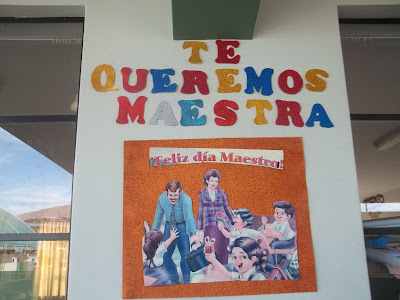 TE
QUEREMOS
MAESTRA
¡Feliz día Maestro!